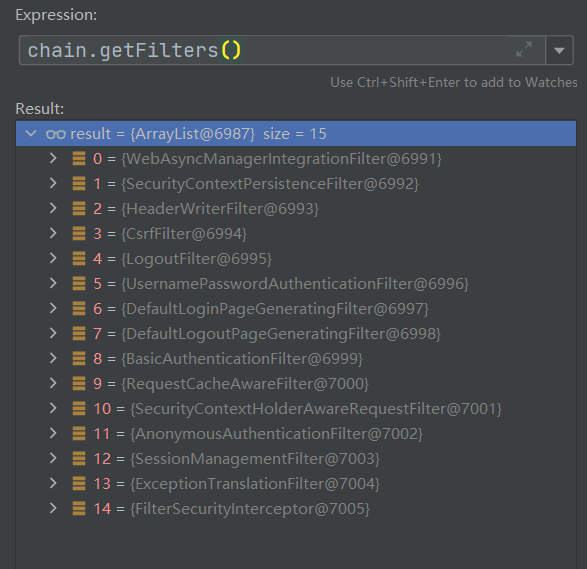 Expression:
chain.getFilters()
Use Ctrl+Shift+Enter to add to Watches
Result:
result = {ArrayList@6987} size = 15
0 = {WebAsyncManagerIntegrationFilter@6991}
1 = {SecurityContextPersistenceFilter@6992}
2 = {HeaderWriterFilter@6993}
3 = {CsrfFilter@6994}
4 = {LogoutFilter@6995}
5 = {UsernamePasswordAuthenticationFilter@6996}
6 = {DefaultLoginPageGeneratingFilter@6997}
7 = {DefaultLogoutPageGeneratingFilter@6998}
8 = {BasicAuthenticationFilter@6999}
9 = {RequestCacheAwareFilter@7000}
10 = {SecurityContextHolderAwareRequestFilter@7001}
11 = {AnonymousAuthenticationFilter@7002}
12 = {SessionManagementFilter@7003}
13 = {ExceptionTranslationFilter@7004}
14 = {FilterSecurityInterceptor@7005}